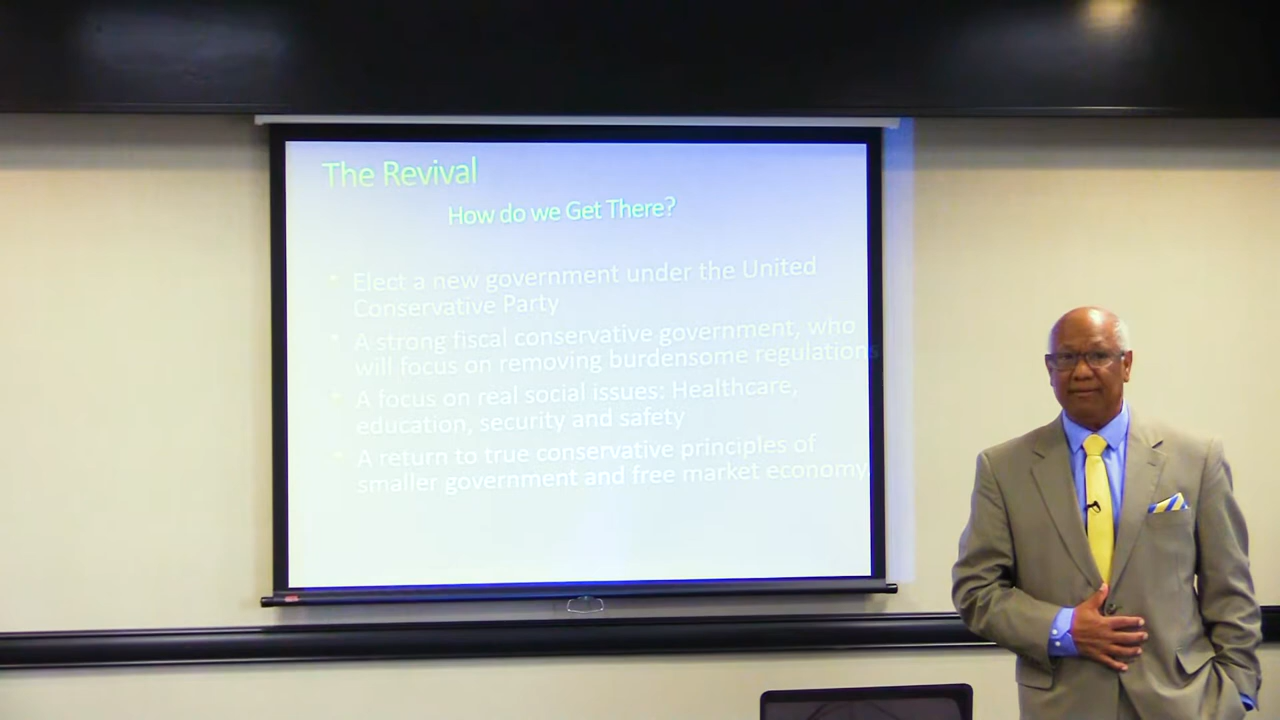 The Revival
How do we Get There?
• Elect a new government under the United
Conservative Party
• A strong fiscal conservative government, who
will focus on removing burdensome regulations
• A focus on real social issues: Healthcare,
education, security and safety
• A return to true conservative principles of
smaller government and free market economy.